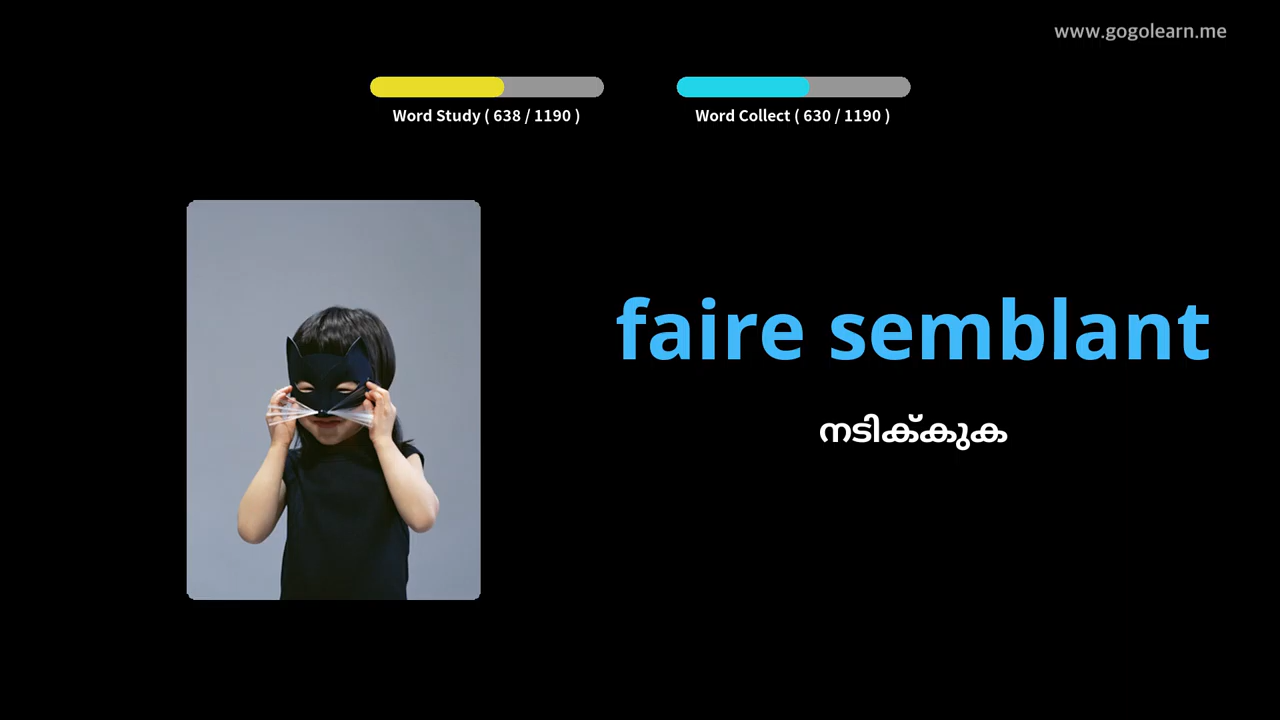 www.gogolearn.me
Word Study ( 638 / 1190 )
Word Collect ( 630 / 1190 )
faire semblant
നടിക്കുക